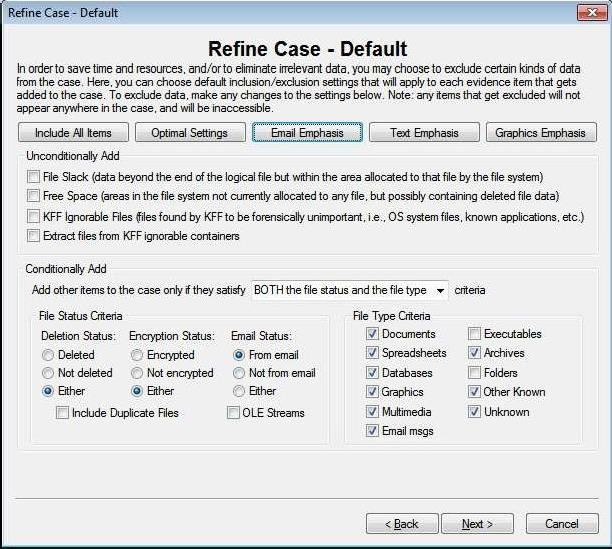 Refine Case - Default
Refine Case - Default
In order to save time and resources, and/or to eliminate irrelevant data, you may choose to exclude certain kinds of data
from the case. Here, you can choose default inclusion/exclusion settings that will apply to each evidence item that gets
added to the case. To exclude data, make any changes to the settings below. Note: any items that get excluded will not
appear anywhere in the case, and will be inaccessible.
Include All Items Optimal Settings Email Emphasis Text Emphasis Graphics Emphasis
Unconditionally Add
File Slack (data beyond the end of the logical file but within the area allocated to that file by the file system)
Free Space (areas in the file system not currently allocated to any file, but possibly containing deleted file data)
KFF Ignorable Files (files found by KFF to be forensically unimportant, i.e., OS system files, known applications, etc.)
Extract files from KFF ignorable containers
Conditionally Add
Add other items to the case only if they satisfy BOTH the file status and the file type criteria
File Status Criteria File Type Criteria
Deletion Status: Encryption Status: Email Status: Documents Executables
Deleted Encrypted From email Spreadsheets Archives
Not deleted Not encrypted Not from email Databases Folders
Either Either Either Graphics Other Known
Include Duplicate Files OLE Streams Multimedia Unknown
Email msgs
< Back Next > Cancel